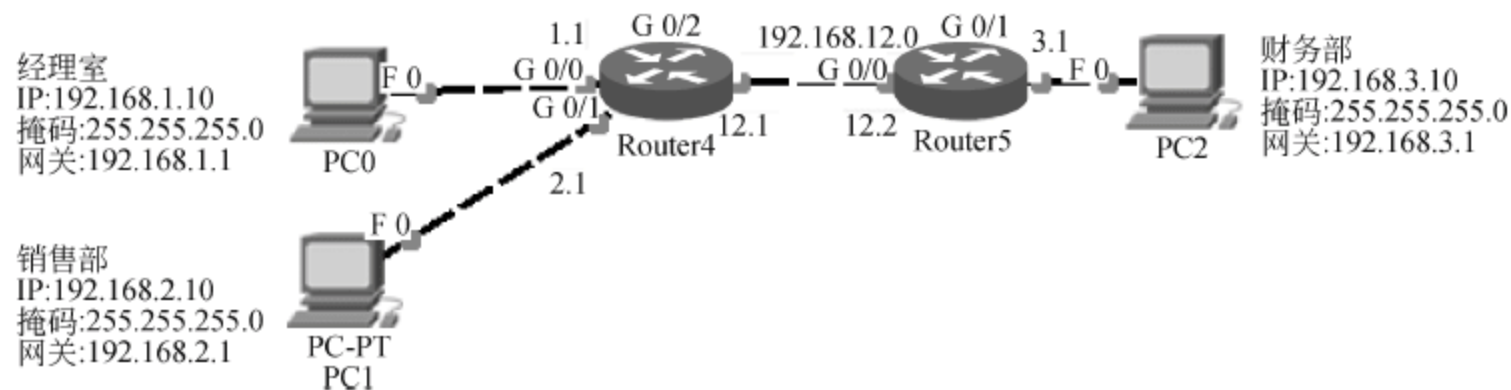 经理室
IP:192.168.1.10
掩码:255.255.255.0
网关:192.168.1.1
F 0
PC0
1.1
G 0/0
G 0/1
G 0/2
Router4
2.1
12.1
192.168.12.0
G 0/0
12.2
G 0/1
Router5
3.1
F 0
PC2
财务部
IP:192.168.3.10
掩码:255.255.255.0
网关:192.168.3.1
销售部
IP:192.168.2.10
掩码:255.255.255.0
网关:192.168.2.1
F 0
PC-PT
PC1